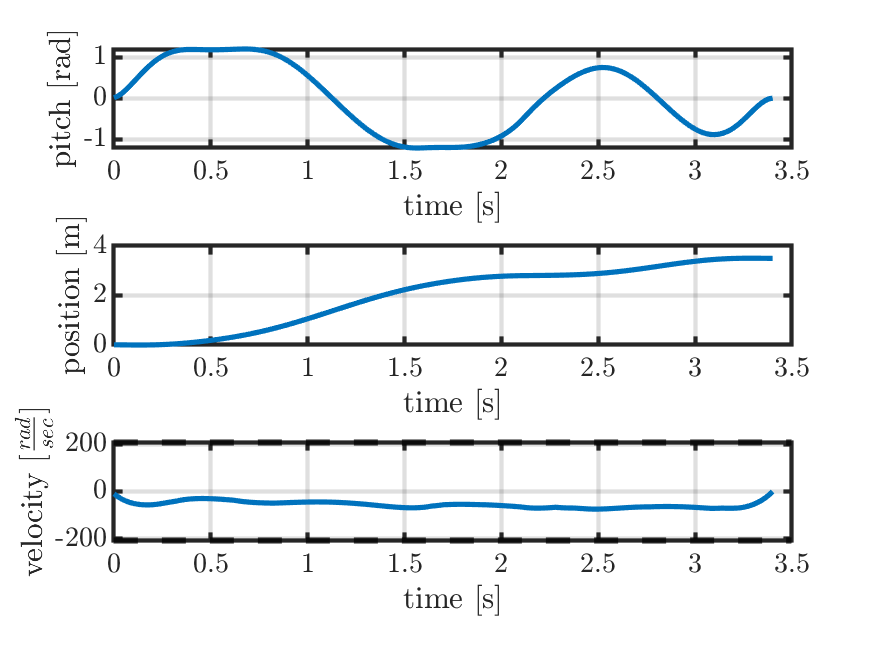 pitch [rad]
1
0
-1
0 0.5 1 1.5 2 2.5 3 3.5
time [s]
position [m]
4
2
0
0 0.5 1 1.5 2 2.5 3 3.5
time [s]
velocity [rad/sec]
200
0
-200
0 0.5 1 1.5 2 2.5 3 3.5
time [s]